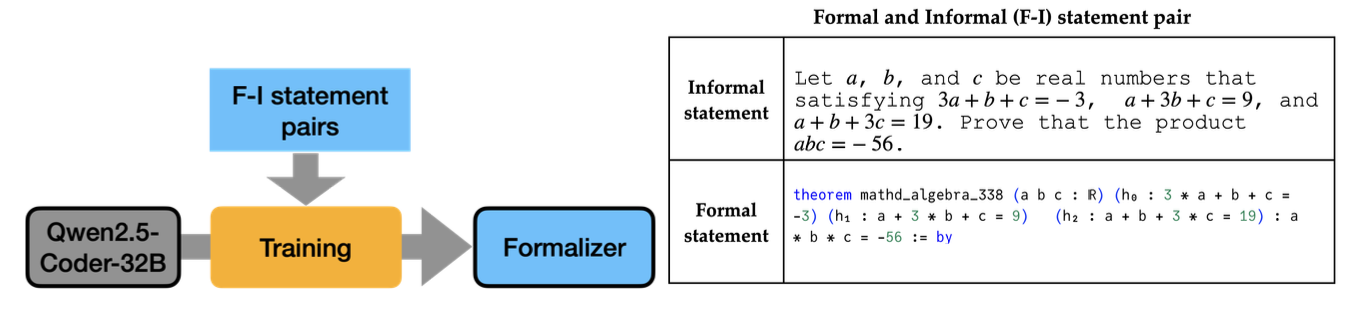 F-I statement
pairs
Qwen2.5-
Coder-32B
Training
Formalizer
Formal and Informal (F-I) statement pair
Informal
statement
Let a, b, and c be real numbers that
satisfying 3a + b + c = − 3, a + 3b + c = 9, and
a + b + 3c = 19. Prove that the product
abc = − 56.
Formal
statement
theorem mathd_algebra_338 (a b c : ℝ) (h₀ : 3 * a + b + c =
-3) (h₁ : a + 3 * b + c = 9) (h₂ : a + b + 3 * c = 19) : a
* b * c = -56 := by